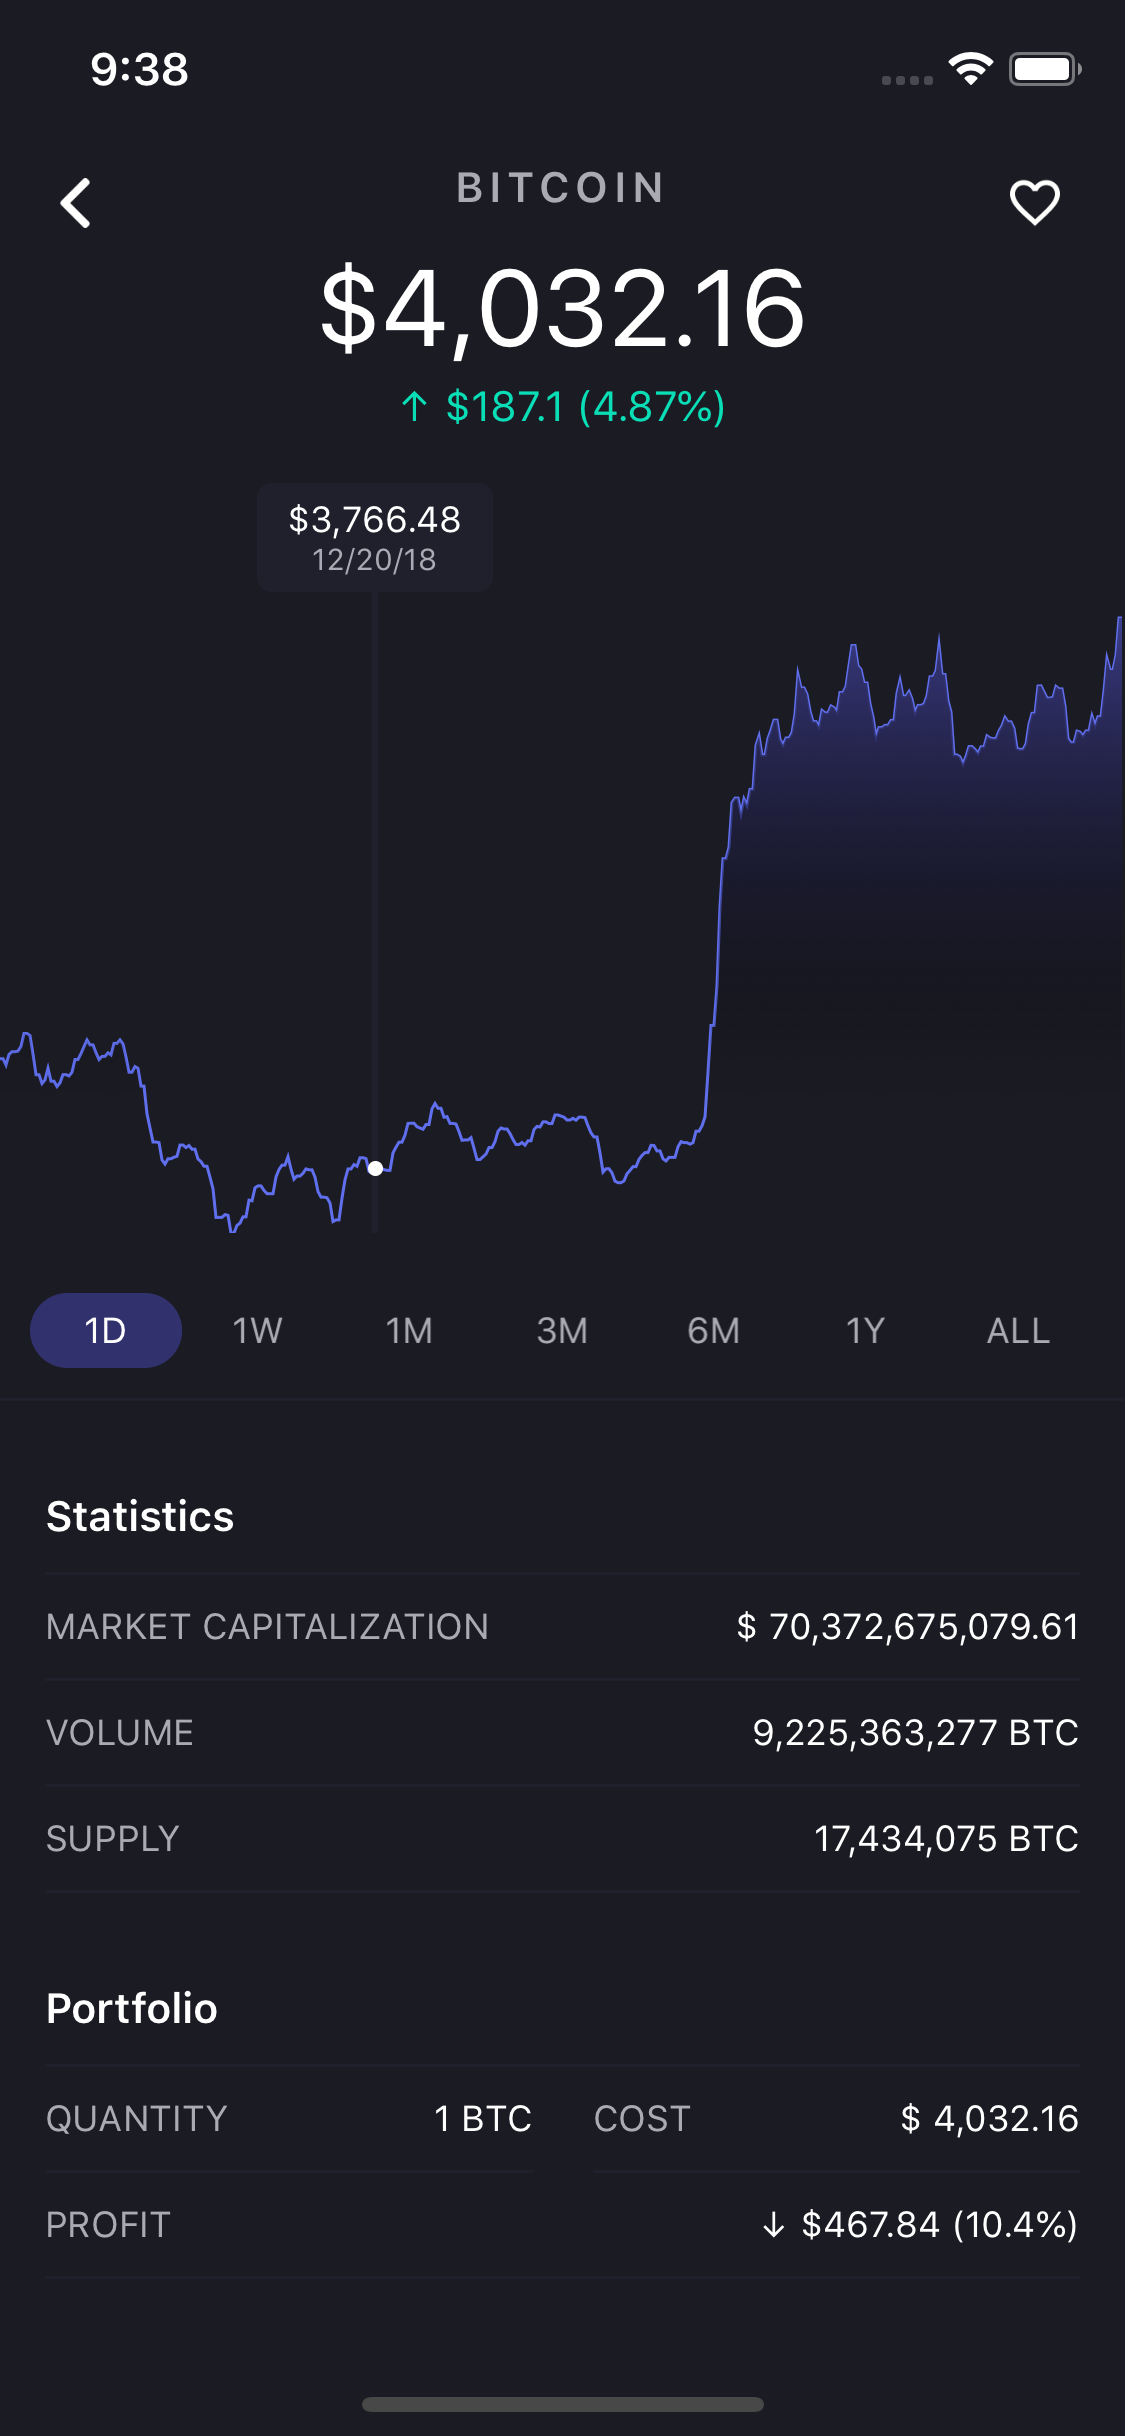 9:38
BITCOIN
$4,032.16
↑ $187.1 (4.87%)
$3,766.48
12/20/18
1D 1W 1M 3M 6M 1Y ALL
Statistics
MARKET CAPITALIZATION $ 70,372,675,079.61
VOLUME 9,225,363,277 BTC
SUPPLY 17,434,075 BTC
Portfolio
QUANTITY 1 BTC COST $ 4,032.16
PROFIT ↓ $467.84 (10.4%)